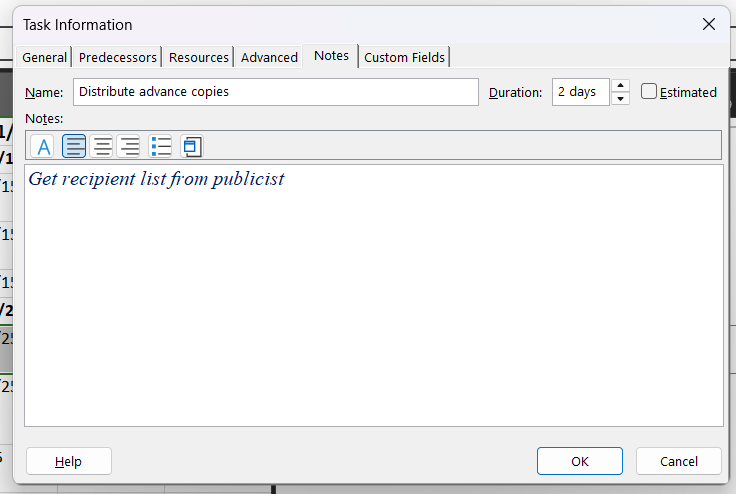 Task Information
General Predecessors Resources Advanced Notes Custom Fields
Name: Distribute advance copies Duration: 2 days Estimated
Notes:
A
Get recipient list from publicist
Help OK Cancel